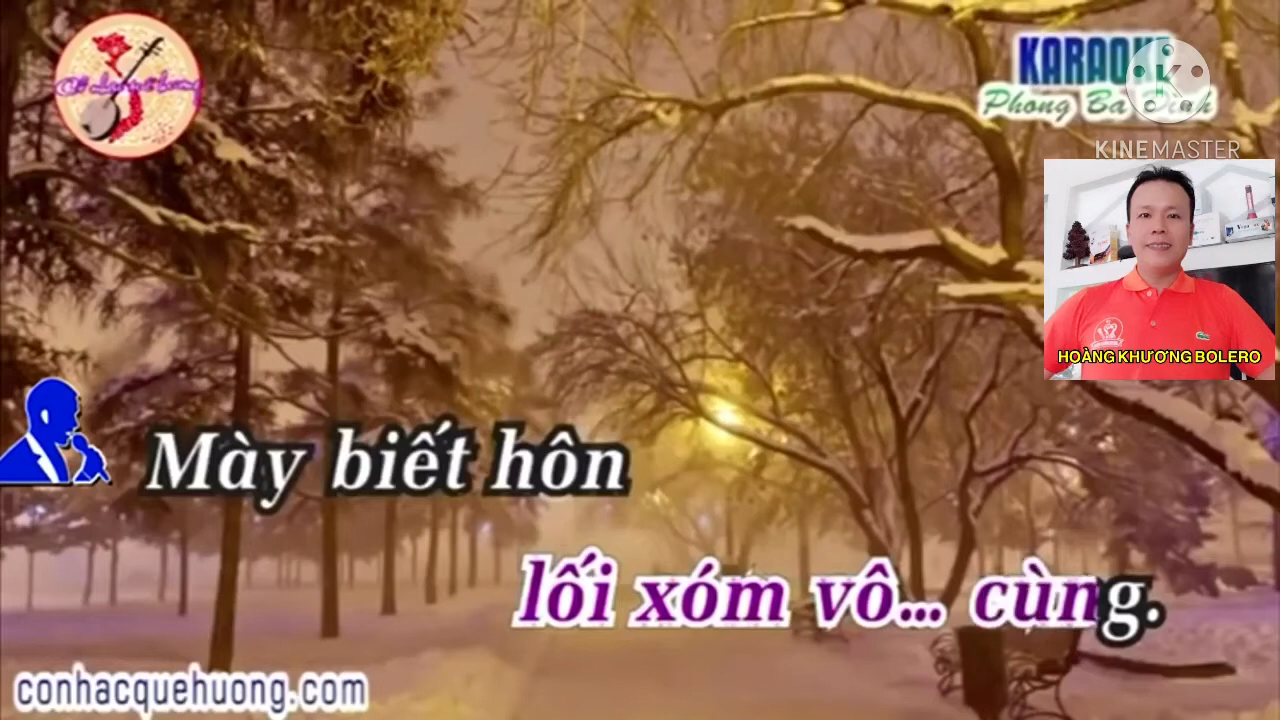 KARAOKE
Phong Ba Đình
KINEMASTER
HOÀNG KHƯƠNG BOLERO
Mày biết hôn
lối xóm vô... cùng.
conhacquehuong.com